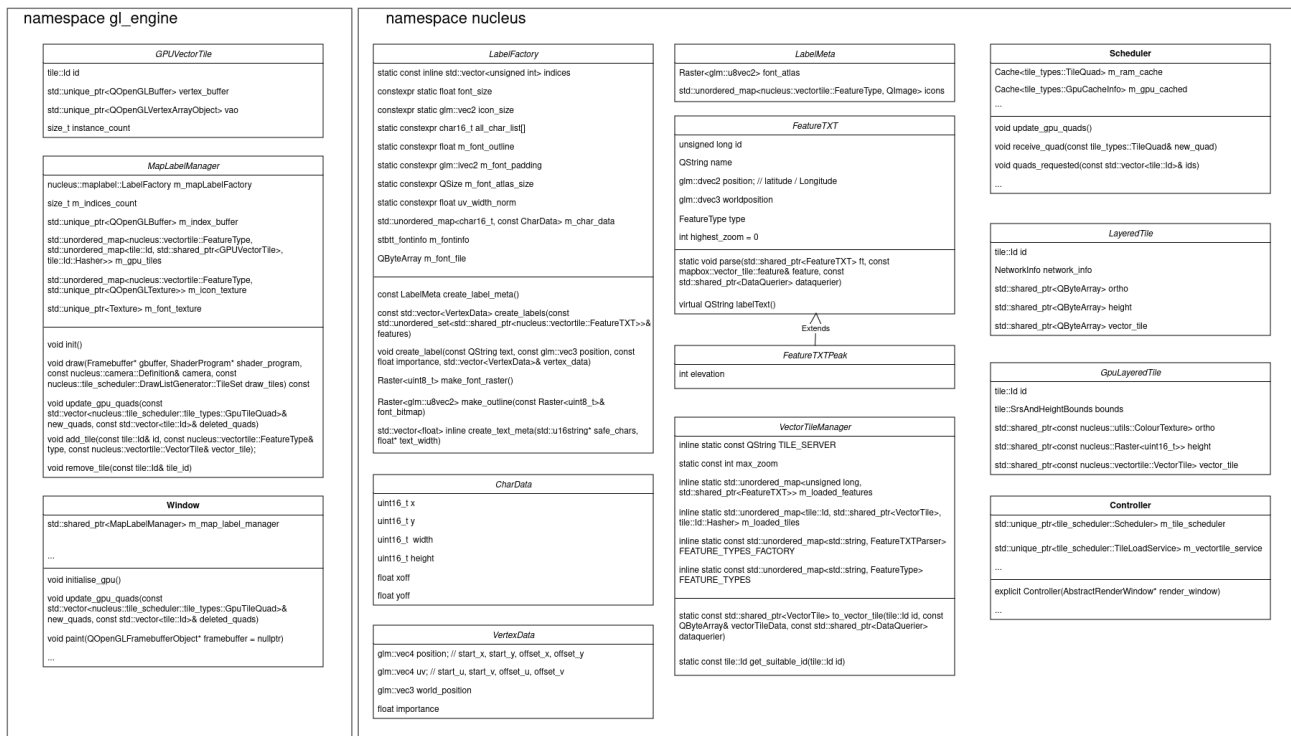 namespace gl_engine
GPUVectorTile
tile::Id id
std::unique_ptr<QOpenGLBuffer> vertex_buffer
std::unique_ptr<QOpenGLVertexArrayObject> vao
size_t instance_count
MapLabelManager
nucleus::maplabel::LabelFactory m_mapLabelFactory
size_t m_indices_count
std::unique_ptr<QOpenGLBuffer> m_index_buffer
std::unordered_map<nucleus::vectortile::FeatureType,
std::unordered_map<tile::Id, std::shared_ptr<GPUVectorTile>,
tile::Id::Hasher>> m_gpu_tiles
std::unordered_map<nucleus::vectortile::FeatureType,
std::unique_ptr<QOpenGLTexture>> m_icon_texture
std::unique_ptr<Texture> m_font_texture
void init()
void draw(Framebuffer* gbuffer, ShaderProgram* shader_program,
const nucleus::camera::Definition& camera, const
nucleus::tile_scheduler::DrawListGenerator::TileSet draw_tiles) const
void update_gpu_quads(const
std::vector<nucleus::tile_scheduler::tile_types::GpuTileQuad>&
new_quads, const std::vector<tile::Id>& deleted_quads)
void add_tile(const tile::Id& id, const nucleus::vectortile::FeatureType&
type, const nucleus::vectortile::VectorTile& vector_tile);
void remove_tile(const tile::Id& tile_id)
Window
std::shared_ptr<MapLabelManager> m_map_label_manager
...
void initialise_gpu()
void update_gpu_quads(const
std::vector<nucleus::tile_scheduler::tile_types::GpuTileQuad>&
new_quads, const std::vector<tile::Id>& deleted_quads)
void paint(QOpenGLFramebufferObject* framebuffer = nullptr)
...
namespace nucleus
LabelFactory
static const inline std::vector<unsigned int> indices
constexpr static float font_size
constexpr static glm::vec2 icon_size
static constexpr char16_t all_char_list[]
static constexpr float m_font_outline
static constexpr glm::ivec2 m_font_padding
static constexpr QSize m_font_atlas_size
static constexpr float uv_width_norm
std::unordered_map<char16_t, const CharData> m_char_data
stbtt_fontinfo m_fontinfo
QByteArray m_font_file
const LabelMeta create_label_meta()
const std::vector<VertexData> create_labels(const
std::unordered_set<std::shared_ptr<nucleus::vectortile::FeatureTXT>>&
features)
void create_label(const QString text, const glm::vec3 position, const
float importance, std::vector<VertexData>& vertex_data)
Raster<uint8_t> make_font_raster()
Raster<glm::u8vec2> make_outline(const Raster<uint8_t>&
font_bitmap)
std::vector<float> inline create_text_meta(std::u16string* safe_chars,
float* text_width)
CharData
uint16_t x
uint16_t y
uint16_t  width
uint16_t height
float xoff
float yoff
VertexData
glm::vec4 position; // start_x, start_y, offset_x, offset_y
glm::vec4 uv; // start_u, start_v, offset_u, offset_v
glm::vec3 world_position
float importance
LabelMeta
Raster<glm::u8vec2> font_atlas
std::unordered_map<nucleus::vectortile::FeatureType, QImage> icons
FeatureTXT
unsigned long id
QString name
glm::dvec2 position; // latitude / Longitude
glm::dvec3 worldposition
FeatureType type
int highest_zoom = 0
static void parse(std::shared_ptr<FeatureTXT> ft, const
mapbox::vector_tile::feature& feature, const
std::shared_ptr<DataQuerier> dataquerier)
virtual QString labelText()
Extends
FeatureTXTPeak
int elevation
VectorTileManager
inline static const QString TILE_SERVER
static const int max_zoom
inline static std::unordered_map<unsigned long,
std::shared_ptr<FeatureTXT>> m_loaded_features
inline static std::unordered_map<tile::Id, std::shared_ptr<VectorTile>,
tile::Id::Hasher> m_loaded_tiles
inline static const std::unordered_map<std::string, FeatureTXTParser>
FEATURE_TYPES_FACTORY
inline static const std::unordered_map<std::string, FeatureType>
FEATURE_TYPES
static const std::shared_ptr<VectorTile> to_vector_tile(tile::Id id, const
QByteArray& vectorTileData, const std::shared_ptr<DataQuerier>
dataquerier)
static const tile::Id get_suitable_id(tile::Id id)
Scheduler
Cache<tile_types::TileQuad> m_ram_cache
Cache<tile_types::GpuCacheInfo> m_gpu_cached
...
void update_gpu_quads()
void receive_quad(const tile_types::TileQuad& new_quad)
void quads_requested(const std::vector<tile::Id>& ids)
...
LayeredTile
tile::Id id
NetworkInfo network_info
std::shared_ptr<QByteArray> ortho
std::shared_ptr<QByteArray> height
std::shared_ptr<QByteArray> vector_tile
GpuLayeredTile
tile::Id id
tile::SrsAndHeightBounds bounds
std::shared_ptr<const nucleus::utils::ColourTexture> ortho
std::shared_ptr<const nucleus::Raster<uint16_t>> height
std::shared_ptr<const nucleus::vectortile::VectorTile> vector_tile
Controller
std::unique_ptr<tile_scheduler::Scheduler> m_tile_scheduler
std::unique_ptr<tile_scheduler::TileLoadService> m_vectortile_service
...
explicit Controller(AbstractRenderWindow* render_window)
...